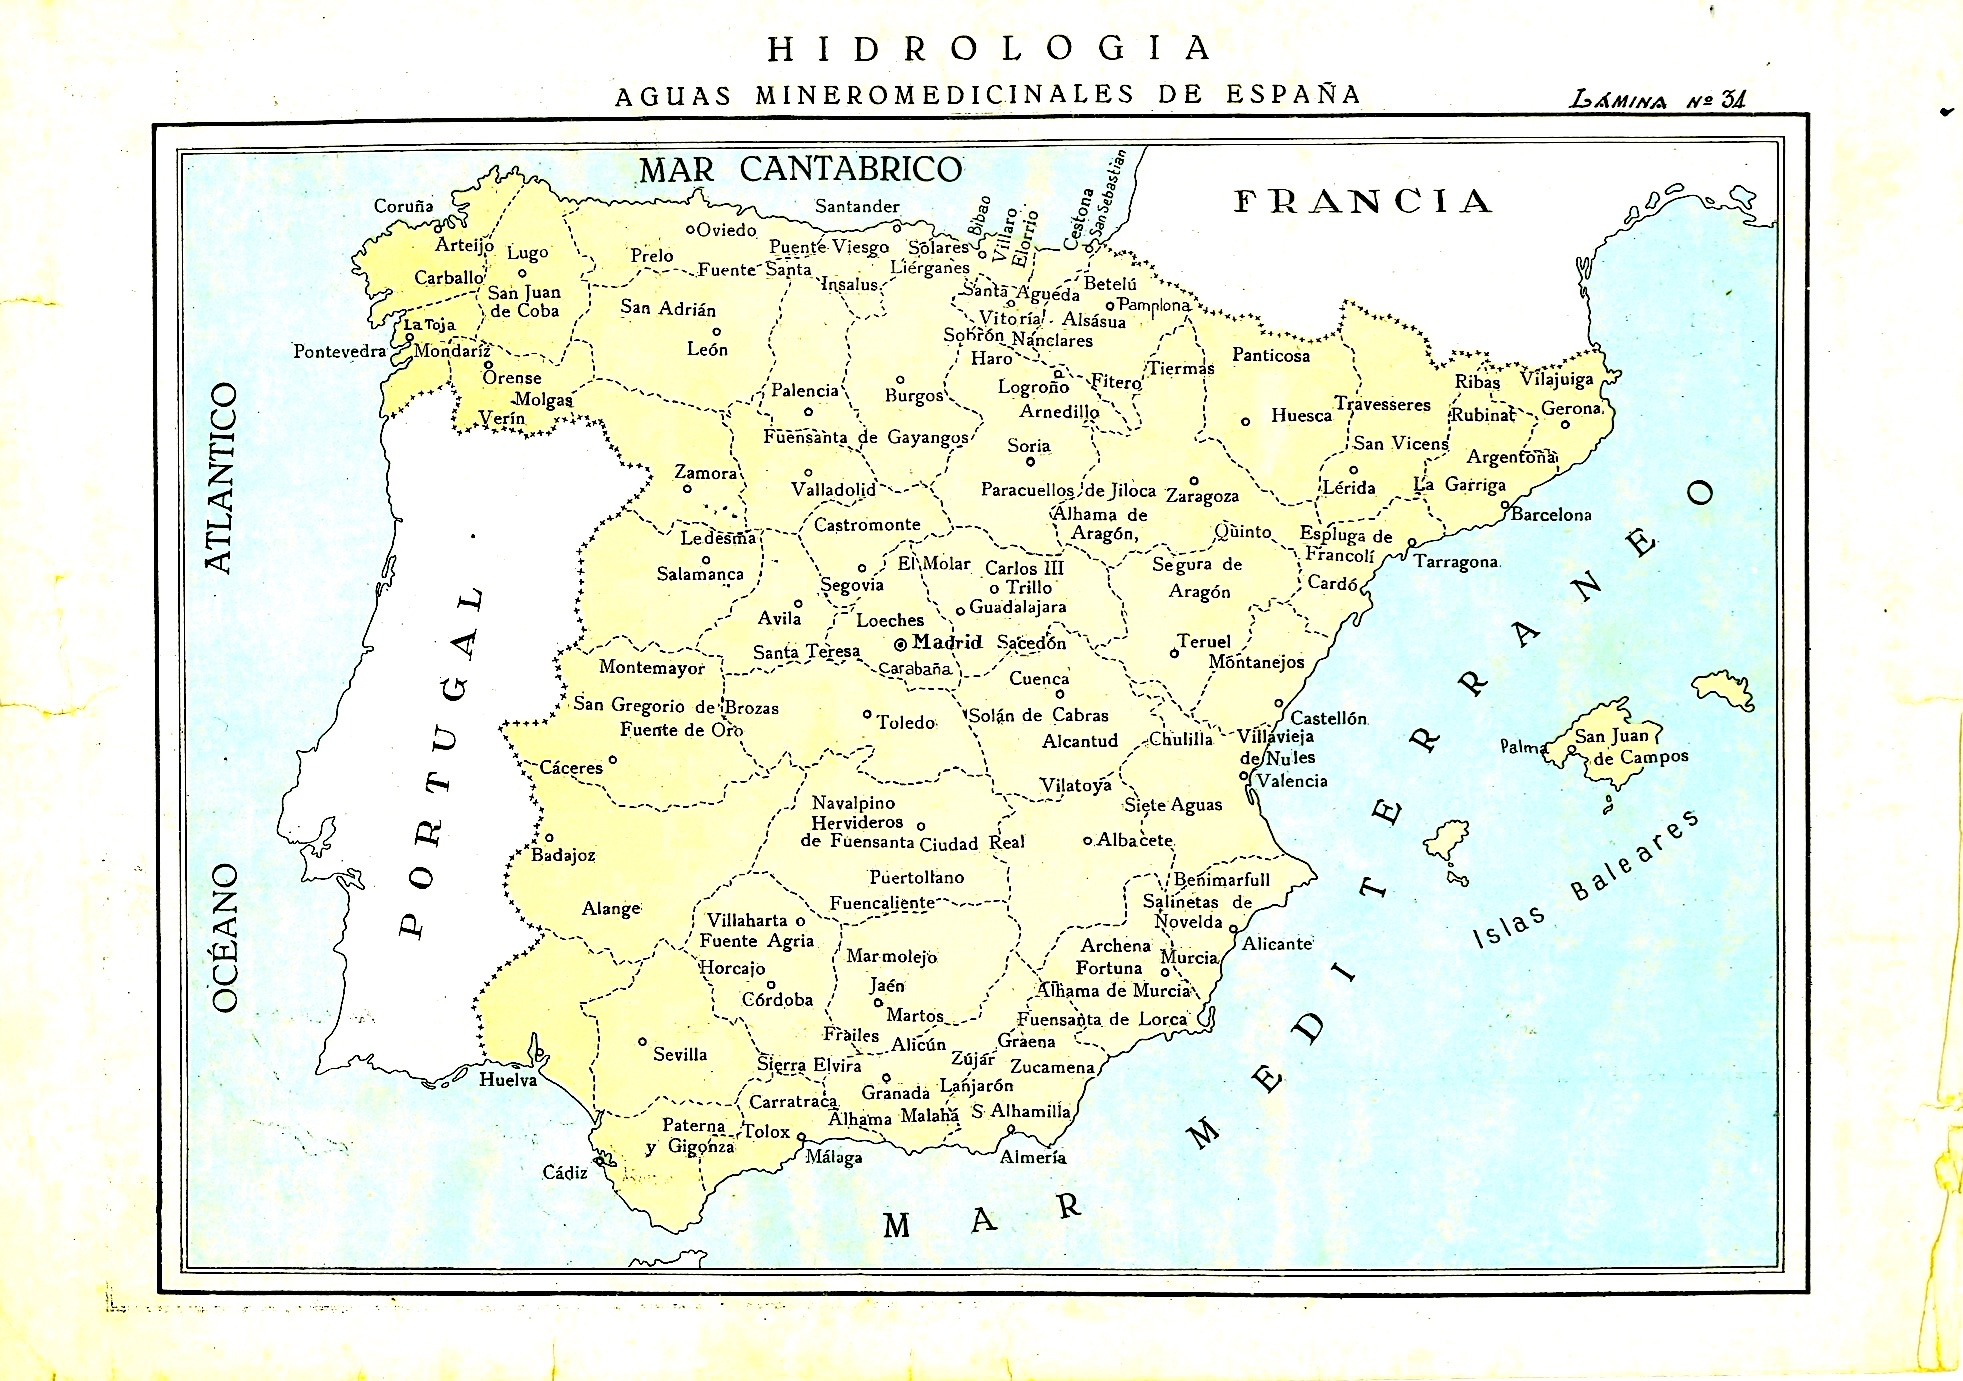 HIDROLOGIA
AGUAS MINEROMEDICINALES DE ESPAÑA
LÁMINA Nº 34
MAR CANTABRICO
FRANCIA
Coruña
Santander
Bilbao
Villaro
Elorrio
Cestona
San Sebastian
Oviedo
Arteijo
Lugo
Prelo
Puente Viesgo
Solares
Carballo
Fuente Santa
Liérganes
San Juan
de Coba
Insalus
Santa Agueda
Betelú
Pamplona
San Adrián
Vitoria
Alsásua
La Toja
Sobrón
Nanclares
Pontevedra
Mondaríz
León
Haro
Panticosa
Orense
Logroño
Fitero
Tiermas
Ribas
Vilajuiga
Molgas
Palencia
Burgos
Arnedillo
Huesca
Travesseres
Rubinat
Gerona
Verín
Fuensanta de Gayangos
Soria
San Vicens
Argentona
Zamora
Valladolid
Paracuellos de Jiloca
Zaragoza
Lérida
La Garriga
Castromonte
Alhama de
Aragón,
Quinto
Barcelona
Ledesma
Espluga de
Francolí
Tarragona
Salamanca
Segovia
El Molar
Carlos III
Trillo
Segura de
Aragón
Cardó
Avila
Loeches
Guadalajara
Santa Teresa
Madrid
Sacedón
Teruel
Montemayor
Carabaña
Cuenca
Montanejos
San Gregorio de Brozas
Fuente de Oro
Toledo
Solán de Cabras
Castellón
Alcantud
Chulilla
Villavieja
de Nules
Cáceres
Vilatoya
Valencia
Palma
San Juan
de Campos
Navalpino
Hervideros
de Fuensanta
Ciudad Real
Siete Aguas
Albacete
Badajoz
Puertollano
Benimarfull
Alange
Fuencaliente
Salinetas de
Novelda
Villaharta
Fuente Agria
Alicante
Marmolejo
Archena
Fortuna
Murcia
Horcajo
Córdoba
Jaén
Alhama de Murcia
Martos
Fuensanta de Lorca
Frailes
Alicún
Graena
Sevilla
Sierra Elvira
Zújár
Zucamena
Huelva
Granada
Lanjarón
Carratraca
Alhama
Malahá
S Alhamilla
Paterna
y Gigonza
Tolox
Málaga
Almería
Cádiz
OCÉANO ATLANTICO
PORTUGAL
MAR MEDITERRANEO
Islas Baleares